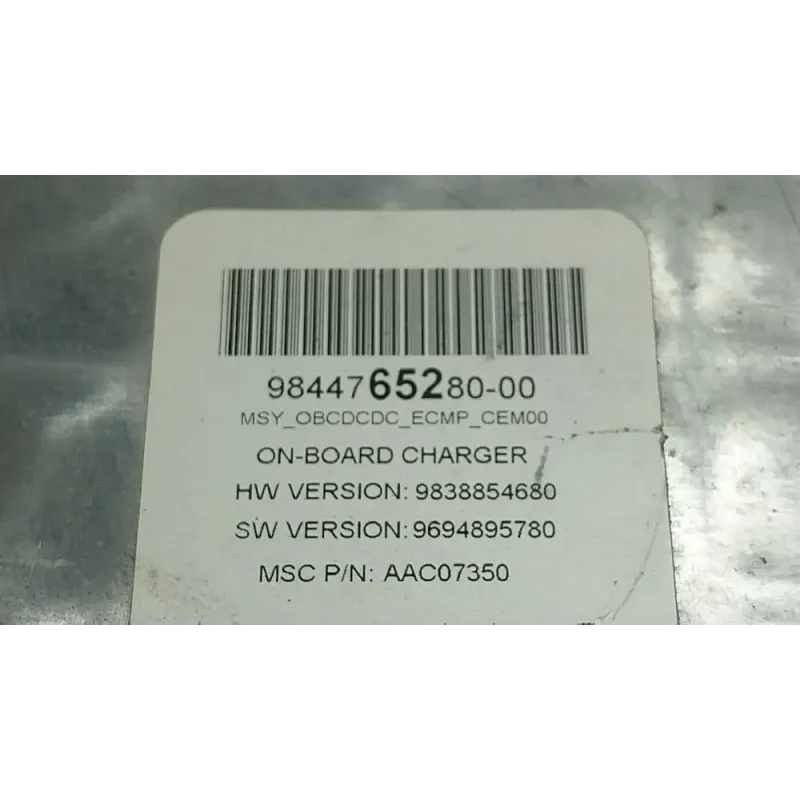 9844765280-00
MSY_OBCDCDC_ECMP_CEM00
ON-BOARD CHARGER
HW VERSION: 9838854680
SW VERSION: 9694895780
MSC P/N: AAC07350